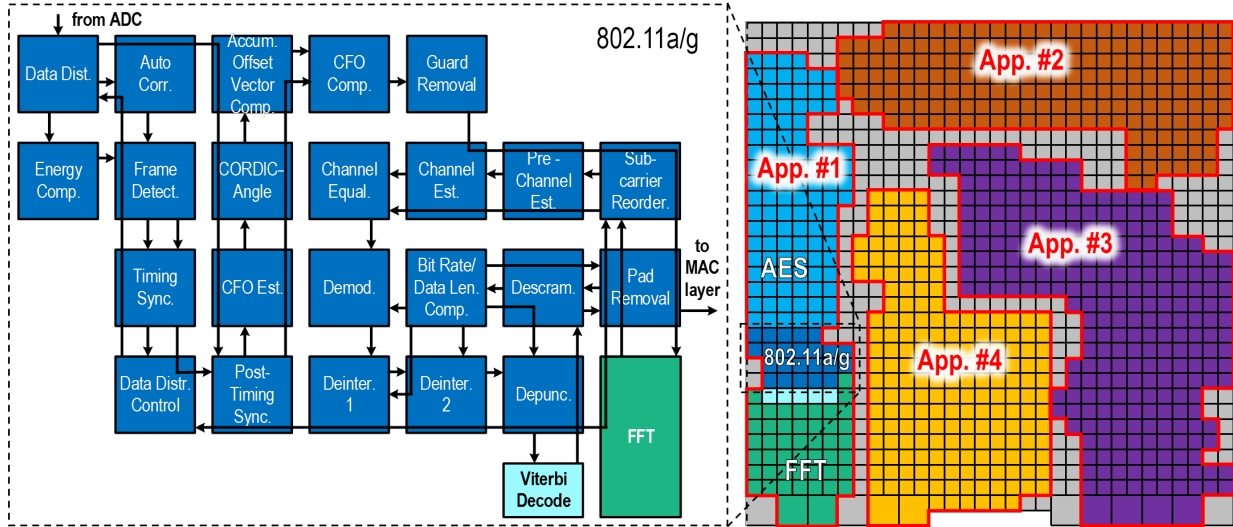 from ADC
802.11a/g
Data Dist.
Auto
Corr.
Accum.
Offset
Vector
Comp.
CFO
Comp.
Guard
Removal
Energy
Comp.
Frame
Detect.
CORDIC-
Angle
Channel
Equal.
Channel
Est.
Pre -
Channel
Est.
Sub-
carrier
Reorder.
Timing
Sync.
CFO Est.
Demod.
Bit Rate/
Data Len.
Comp.
Descram.
Pad
Removal
to
MAC
layer
Data Distr.
Control
Post-
Timing
Sync.
Deinter.
1
Deinter.
2
Depunc.
FFT
Viterbi
Decode
App. #2
App. #1
App. #3
AES
802.11a/g
App. #4
FFT